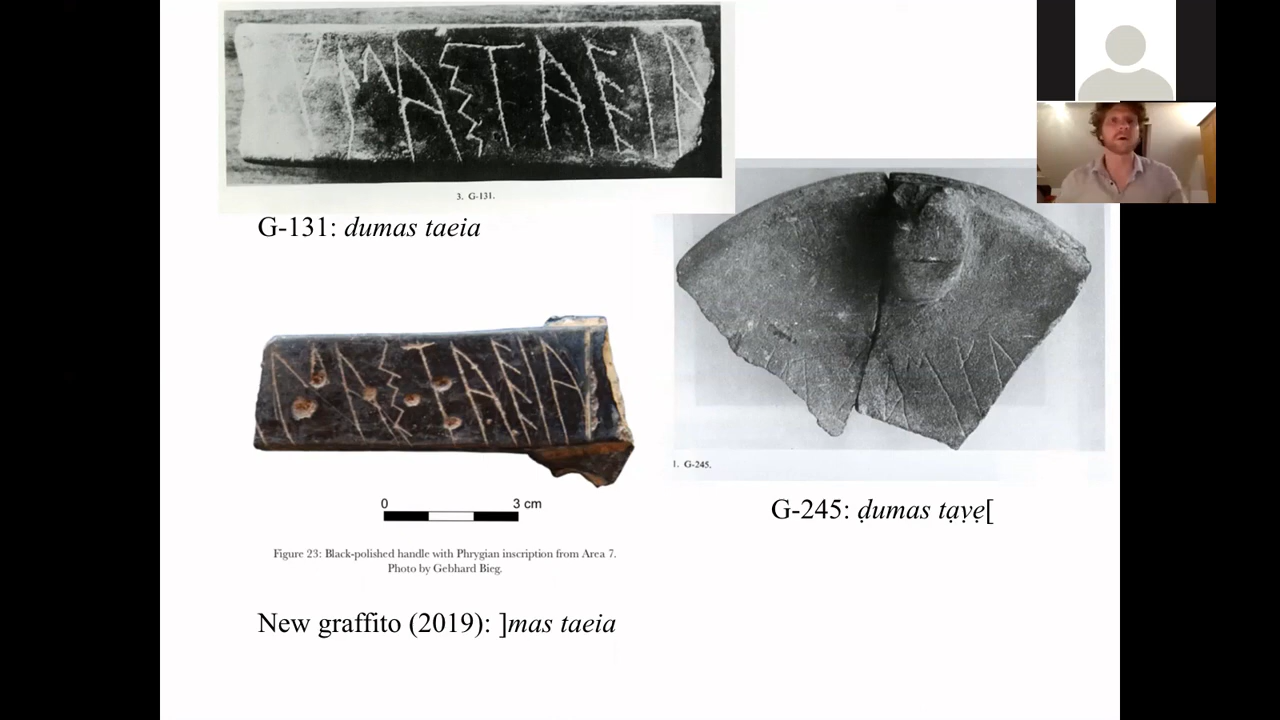 3. G-131.
G-131: dumas taeia
0 3 cm
Figure 23: Black-polished handle with Phrygian inscription from Area 7.
Photo by Gebhard Bieg.
New graffito (2019): ]mas taeia
1. G-245.
G-245: ḍumas tạṿẹ[